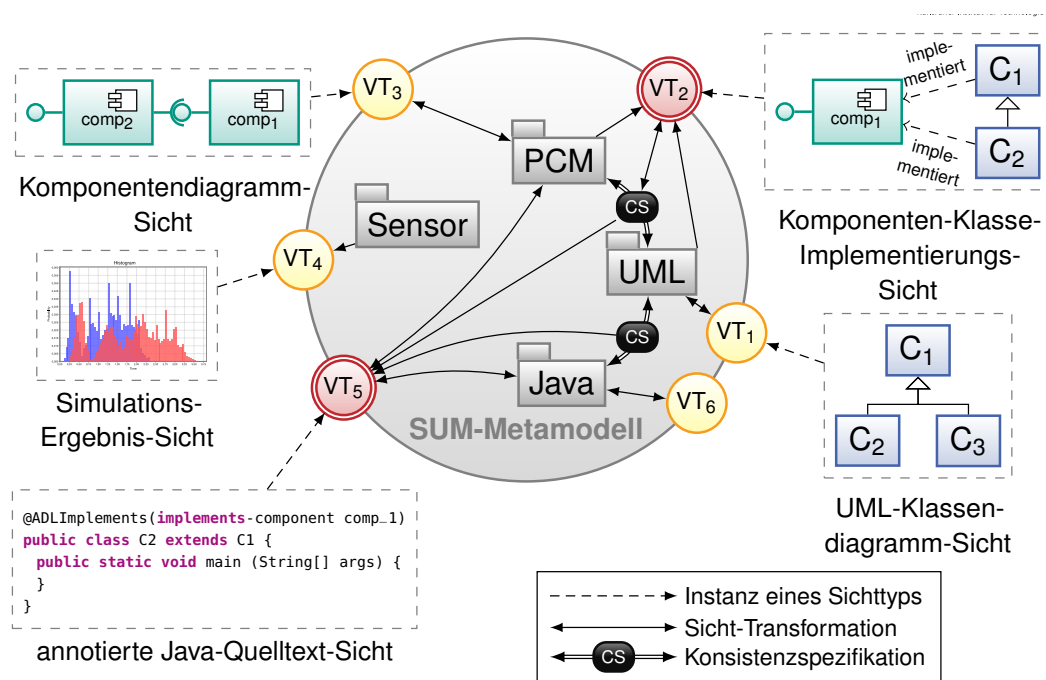 VT3
comp2
comp1
Komponentendiagramm-
Sicht
VT2
imple-
mentiert
C1
comp1
imple-
mentiert
C2
Komponenten-Klasse-
Implementierungs-
Sicht
PCM
CS
Sensor
VT4
UML
Histogram
Time
Simulations-
Ergebnis-Sicht
CS
VT1
VT5
Java
VT6
SUM-Metamodell
C1
C2
C3
UML-Klassen-
diagramm-Sicht
@ADLImplements(implements-component comp_1)
public class C2 extends C1 {
public static void main (String[] args) {
}
}
annotierte Java-Quelltext-Sicht
Instanz eines Sichttyps
Sicht-Transformation
CS Konsistenzspezifikation